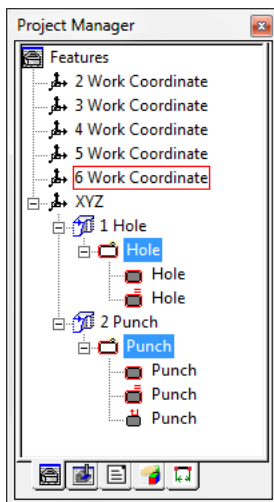 Project Manager
Features
2 Work Coordinate
3 Work Coordinate
4 Work Coordinate
5 Work Coordinate
6 Work Coordinate
XYZ
1 Hole
Hole
Hole
Hole
2 Punch
Punch
Punch
Punch
Punch